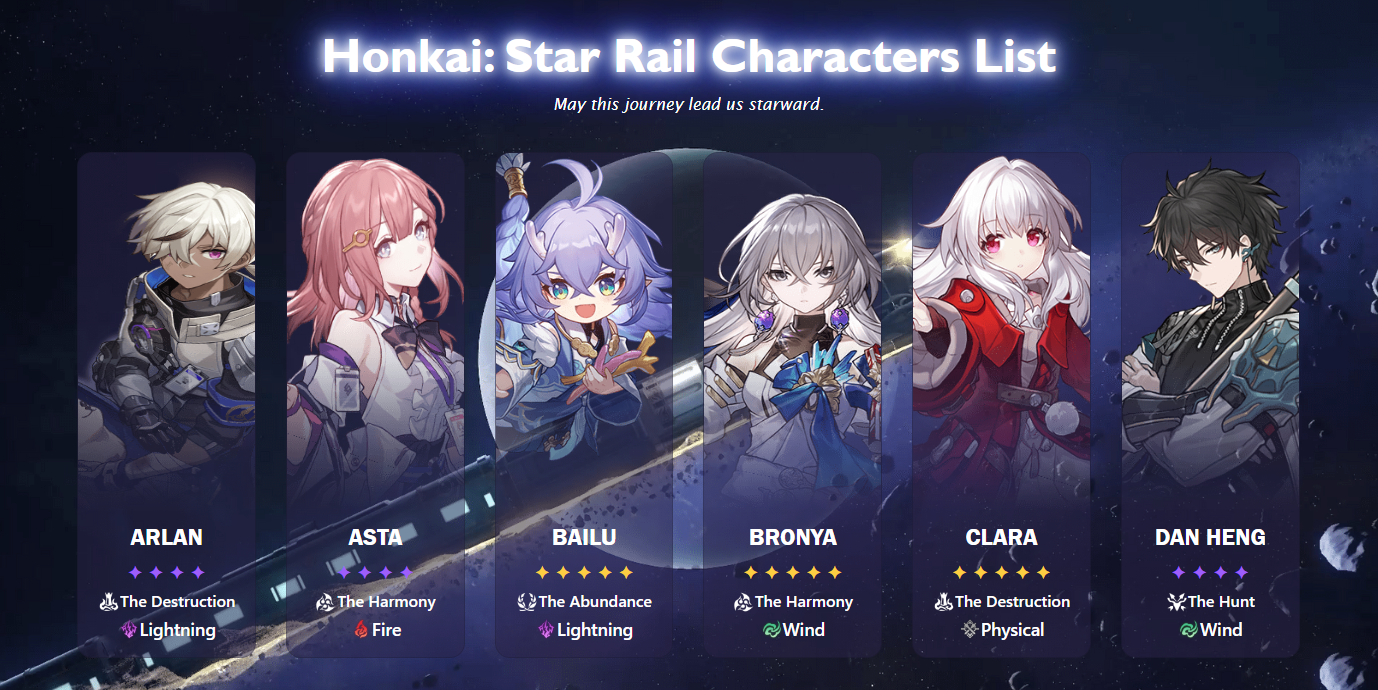 Honkai: Star Rail Characters List
May this journey lead us starward.
ARLAN
The Destruction
Lightning
ASTA
The Harmony
Fire
BAILU
The Abundance
Lightning
BRONYA
The Harmony
Wind
CLARA
The Destruction
Physical
DAN HENG
The Hunt
Wind